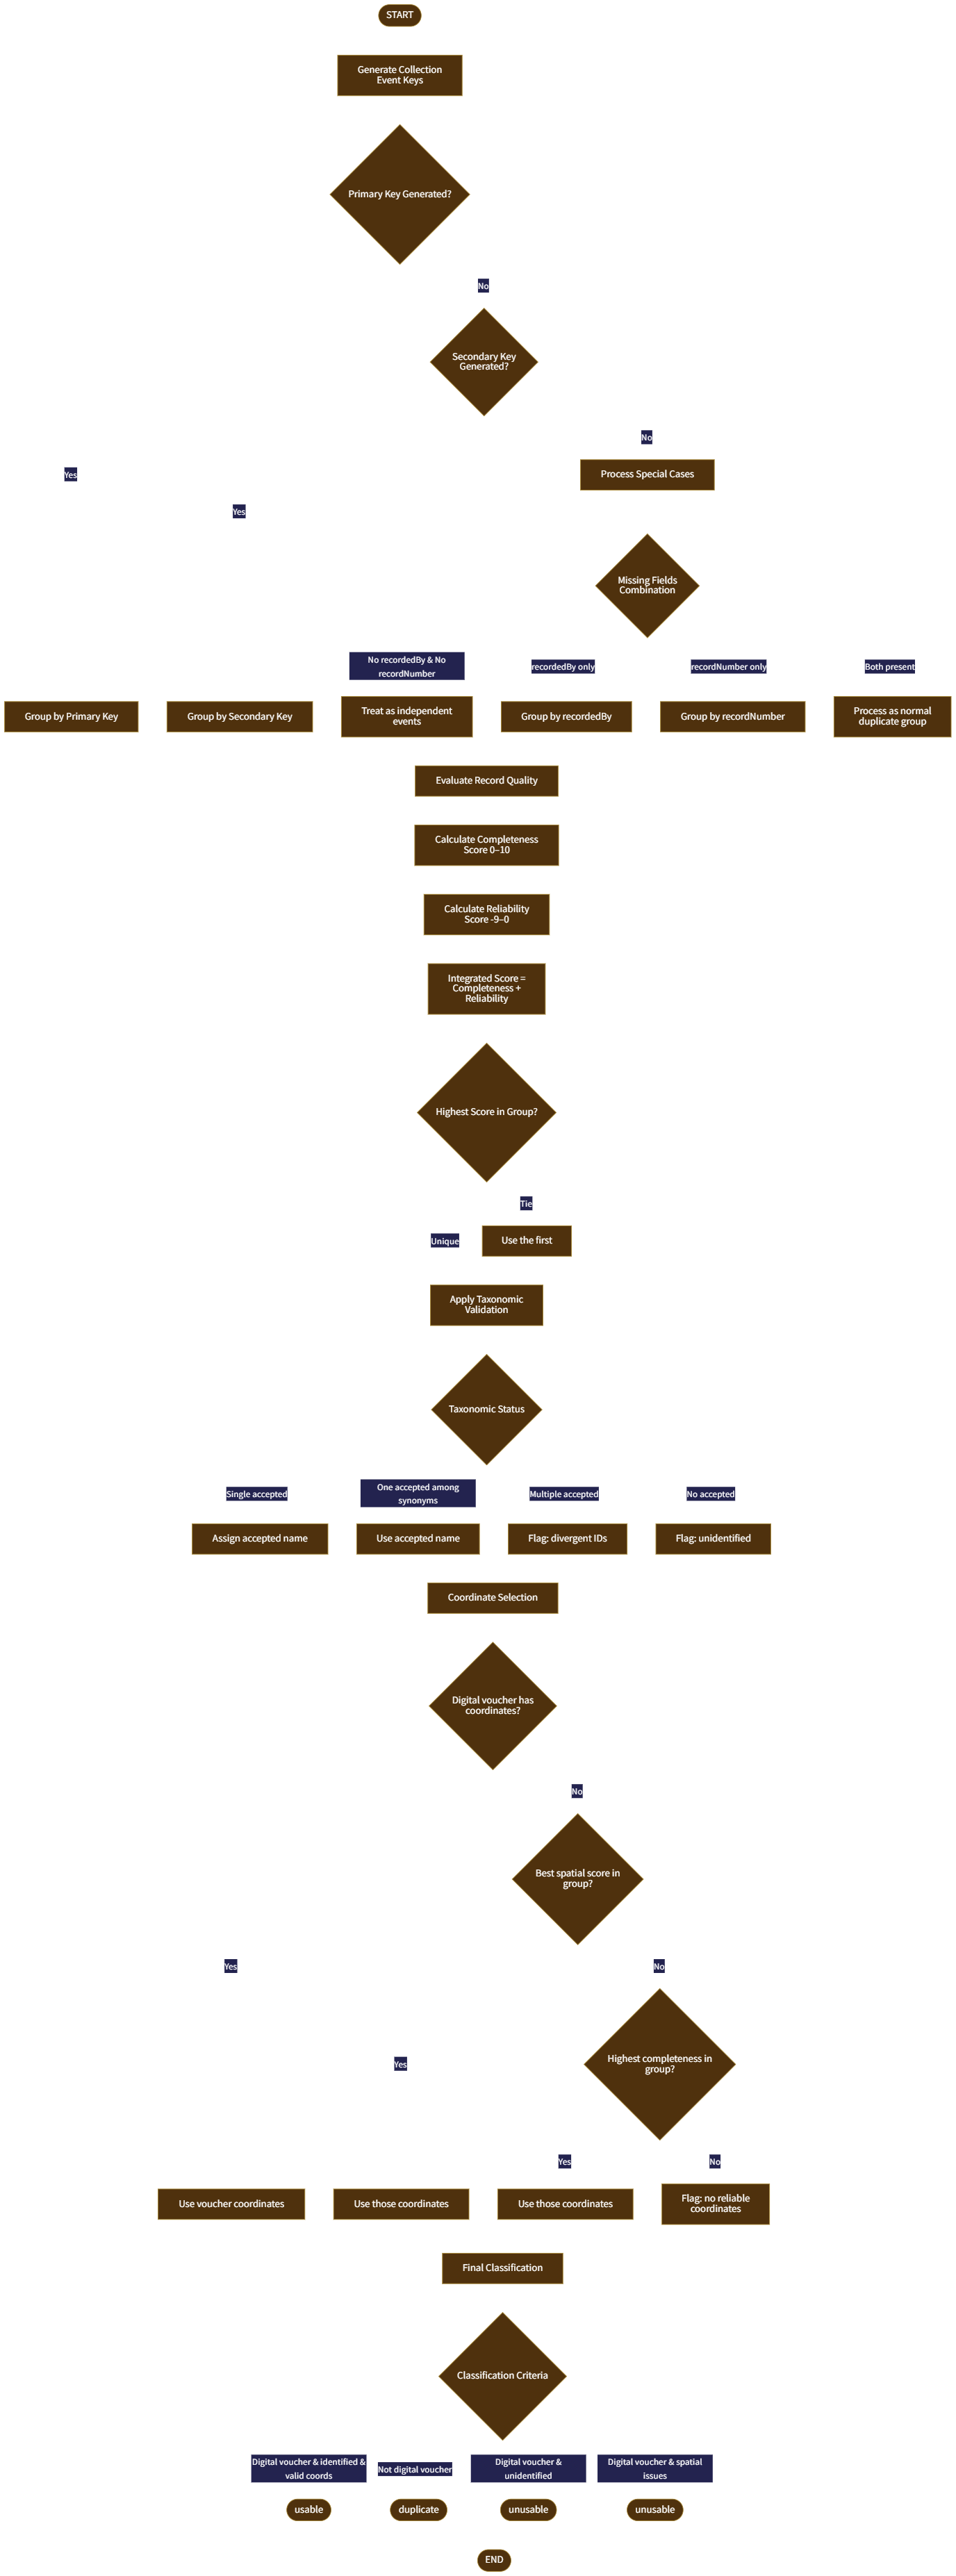 START
Generate Collection
Event Keys
Primary Key Generated?
No
Secondary Key
Generated?
No
Yes
Process Special Cases
Yes
Missing Fields
Combination
No recordedBy & No
recordNumber
recordedBy only
recordNumber only
Both present
Group by Primary Key
Group by Secondary Key
Treat as independent
events
Group by recordedBy
Group by recordNumber
Process as normal
duplicate group
Evaluate Record Quality
Calculate Completeness
Score 0–10
Calculate Reliability
Score -9–0
Integrated Score =
Completeness +
Reliability
Highest Score in Group?
Tie
Unique
Use the first
Apply Taxonomic
Validation
Taxonomic Status
Single accepted
One accepted among
synonyms
Multiple accepted
No accepted
Assign accepted name
Use accepted name
Flag: divergent IDs
Flag: unidentified
Coordinate Selection
Digital voucher has
coordinates?
No
Best spatial score in
group?
Yes
No
Yes
Highest completeness in
group?
Yes
No
Use voucher coordinates
Use those coordinates
Use those coordinates
Flag: no reliable
coordinates
Final Classification
Classification Criteria
Digital voucher & identified &
valid coords
Not digital voucher
Digital voucher &
unidentified
Digital voucher & spatial
issues
usable
duplicate
unusable
unusable
END